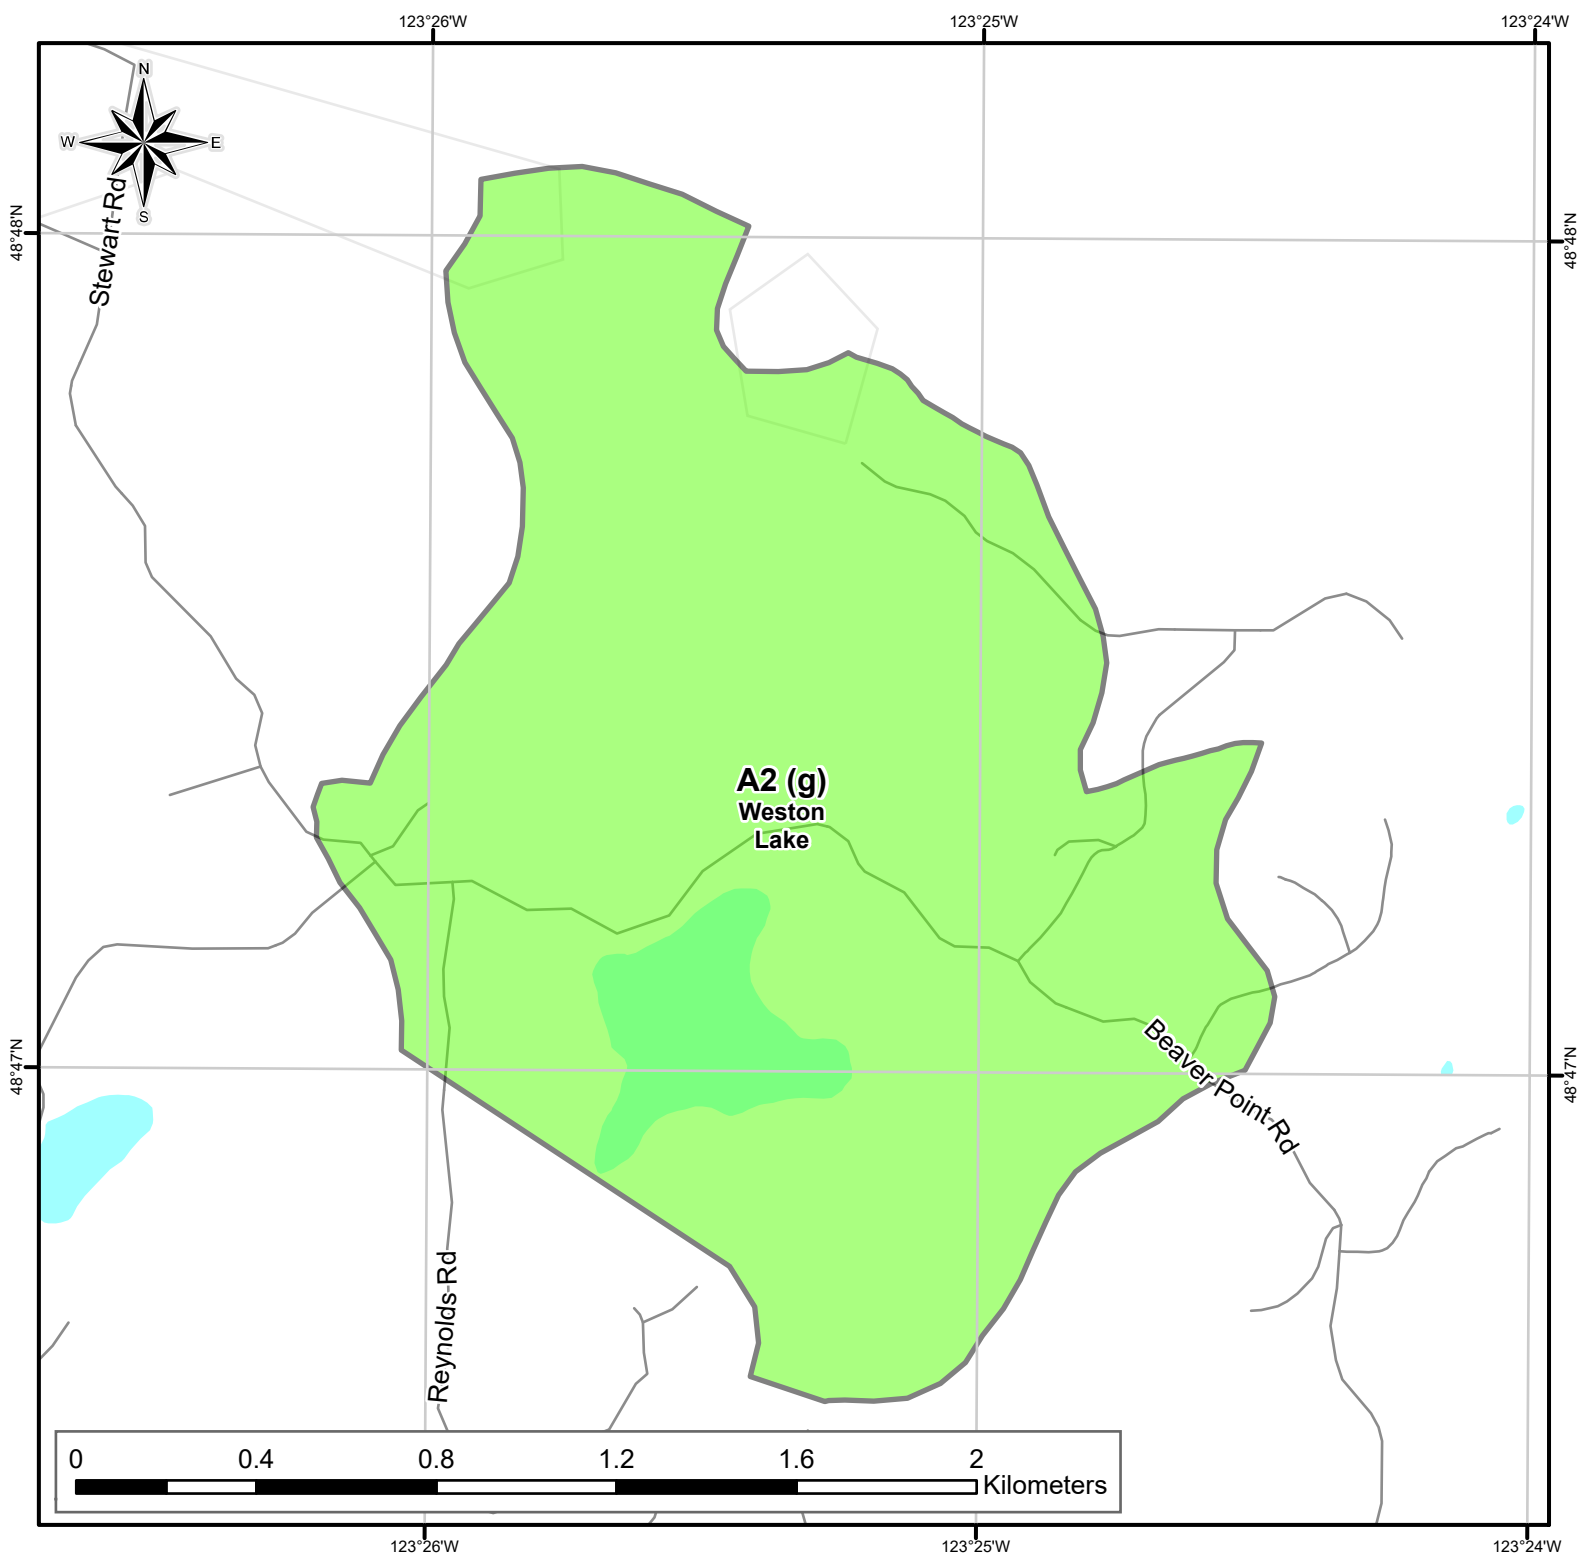 123°26'W
123°25'W
123°24'W
N
W
E
S
48°48'N
48°48'N
Stewart Rd
A2 (g)
Weston
Lake
48°47'N
48°47'N
Beaver Point Rd
Reynolds Rd
0
0.4
0.8
1.2
1.6
2
Kilometers
123°26'W
123°25'W
123°24'W